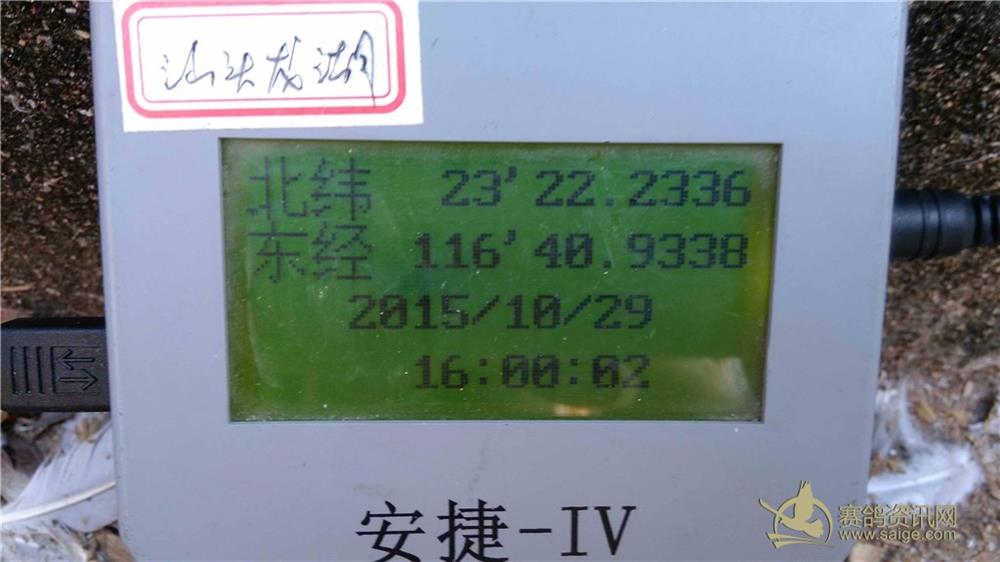 汕头龙湖
北纬 23'22.2336
东经 116'40.9338
2015/10/29
16:00:02
安捷-IV
赛鸽资讯网
www.saige.com